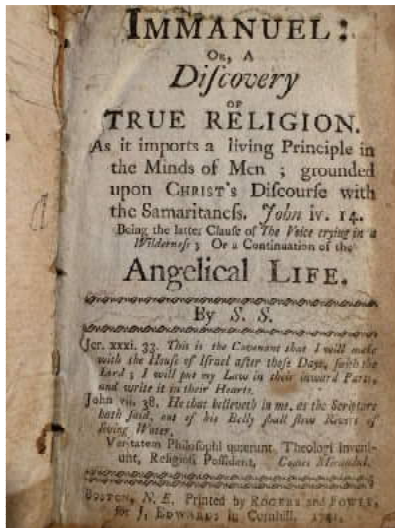 IMMANUEL:
OR, A
Diſcovery
OF
TRUE RELIGION.
As it imports a living Principle in
the Minds of Men ; grounded
upon CHRIST's Diſcourſe with
the Samaritaneſs. John iv. 14.
Being the latter Clauſe of The Voice crying in a
Wilderneſs ; Or a Continuation of the
Angelical LIFE.
By S. S.
Jer. xxxi. 33. This is the Covenant that I will make
with the Houſe of Iſrael after thoſe Days, ſaith the
Lord ; I will put my Law in their inward Parts,
and write it in their Hearts.
John vii. 38. He that believeth in me, as the Scripture
hath ſaid, out of his Belly ſhall flow Rivers of
living Water.
Veritatem Philoſophi quærunt, Theologi inveni-
unt, Religioſi Poſſident,
BOSTON, N. E. Printed by ROGERS and FOWLE,
for J. EDWARDS in Cornhill.